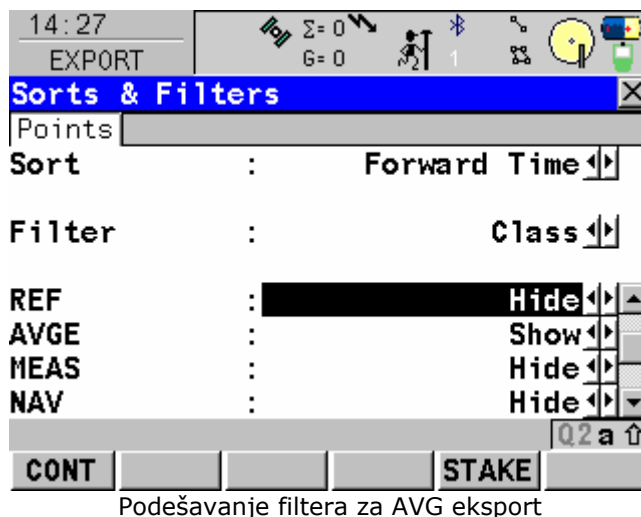 14:27
EXPORT
Σ= 0
G= 0
1
Sorts & Filters
Points
Sort : Forward Time
Filter : Class
REF : Hide
AVGE : Show
MEAS : Hide
NAV : Hide
Q2 a ⇧
CONT STAKE
Podešavanje filtera za AVG eksport